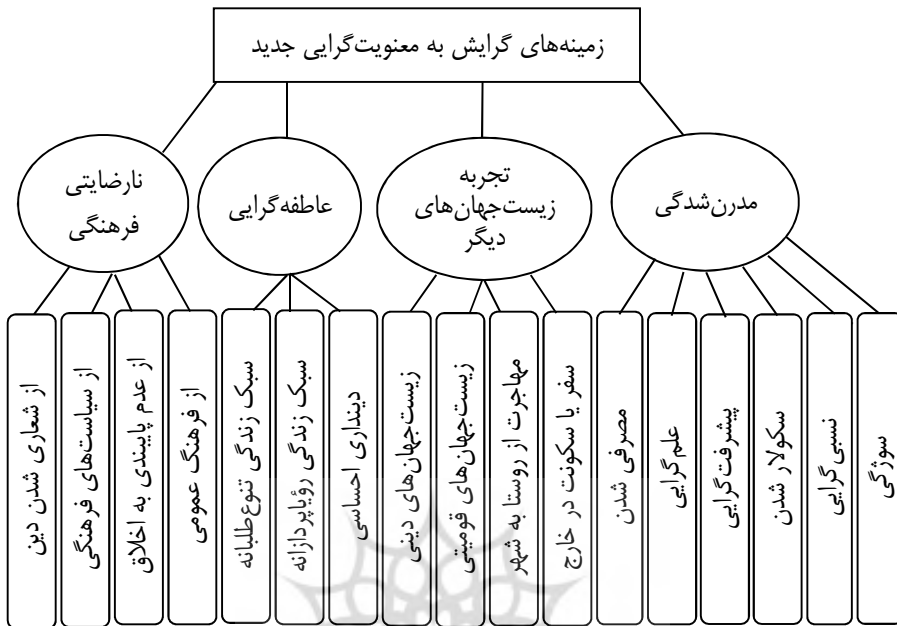 زمینه‌های گرایش به معنویت‌گرایی جدید
مدرن‌شدگی
تجربه
زیست‌جهان‌های
دیگر
عاطفه‌گرایی
نارضایتی
فرهنگی
سوژگی
نسبی‌گرایی
سکولار شدن
پیشرفت‌گرایی
علم‌گرایی
مصرفی شدن
سفر یا سکونت در خارج
مهاجرت از روستا به شهر
زیست‌جهان‌های قومیتی
زیست‌جهان‌های دینی
دینداری احساسی
سبک زندگی رؤیاپردازانه
سبک زندگی تنوع‌طلبانه
از فرهنگ عمومی
از عدم پایبندی به اخلاق
از سیاست‌های فرهنگی
از شعاری شدن دین